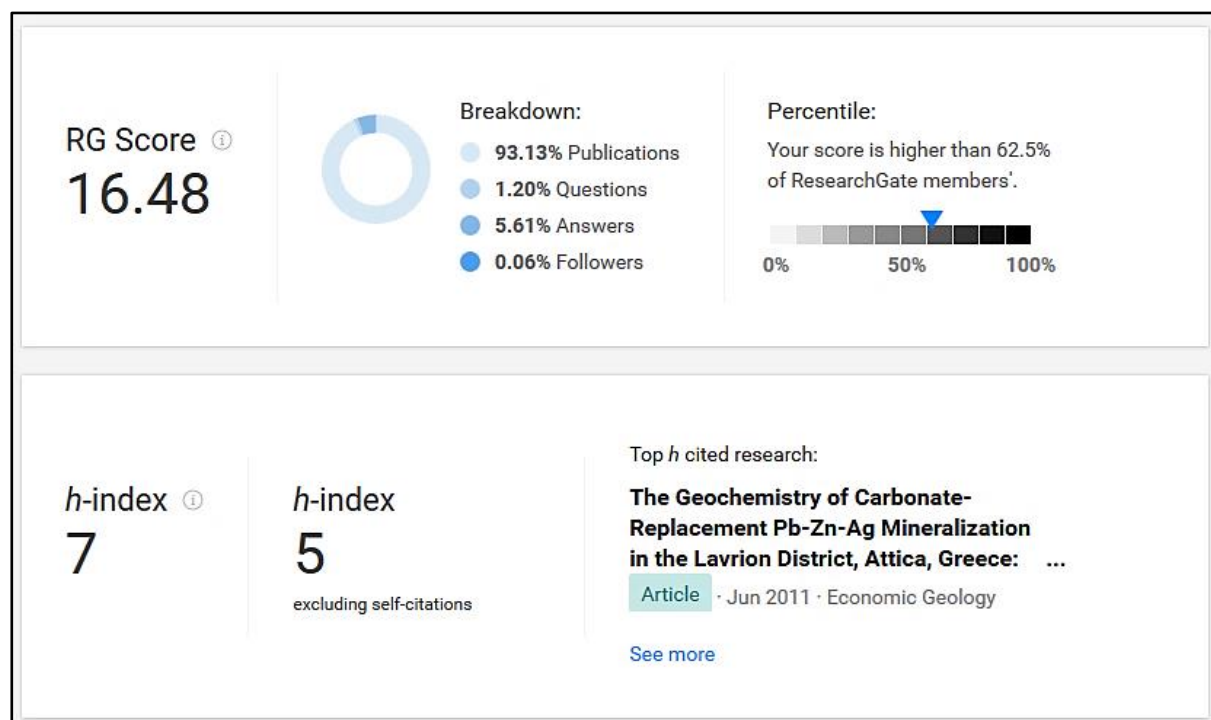 RG Score
16.48
Breakdown:
93.13% Publications
1.20% Questions
5.61% Answers
0.06% Followers
Percentile:
Your score is higher than 62.5%
of ResearchGate members'.
0% 50% 100%
h-index
7
h-index
5
excluding self-citations
Top h cited research:
The Geochemistry of Carbonate-
Replacement Pb-Zn-Ag Mineralization
in the Lavrion District, Attica, Greece: ...
Article · Jun 2011 · Economic Geology
See more